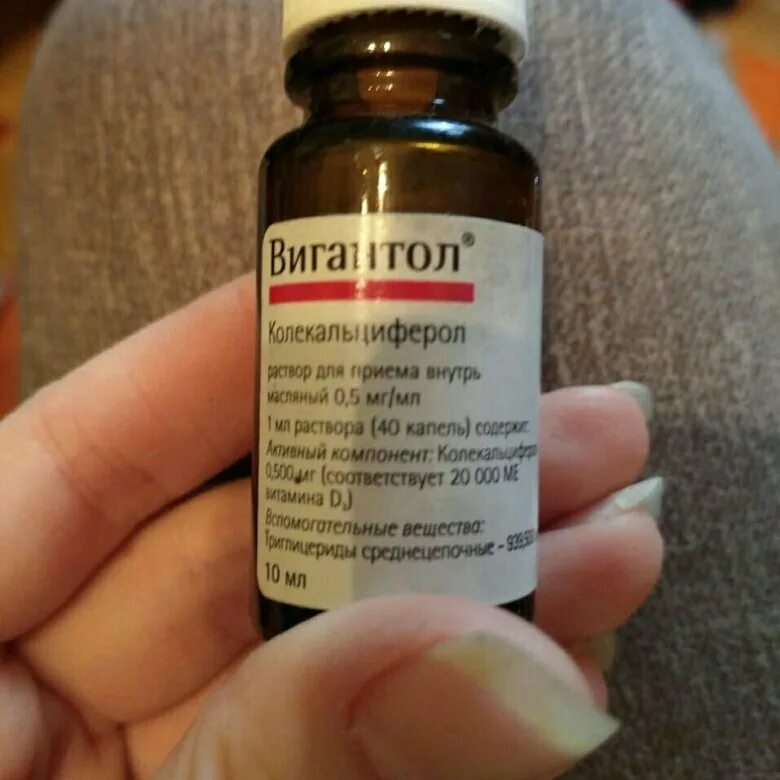 Вигантол®
Колекальциферол
раствор для приема внутрь
масляный 0,5 мг/мл
1 мл раствора (40 капель) содержит:
Активный компонент: Колекальциферол
0,500 мг (соответствует 20 000 МЕ
витамина D₃)
Вспомогательные вещества:
Триглицериды среднецепочные –
10 мл